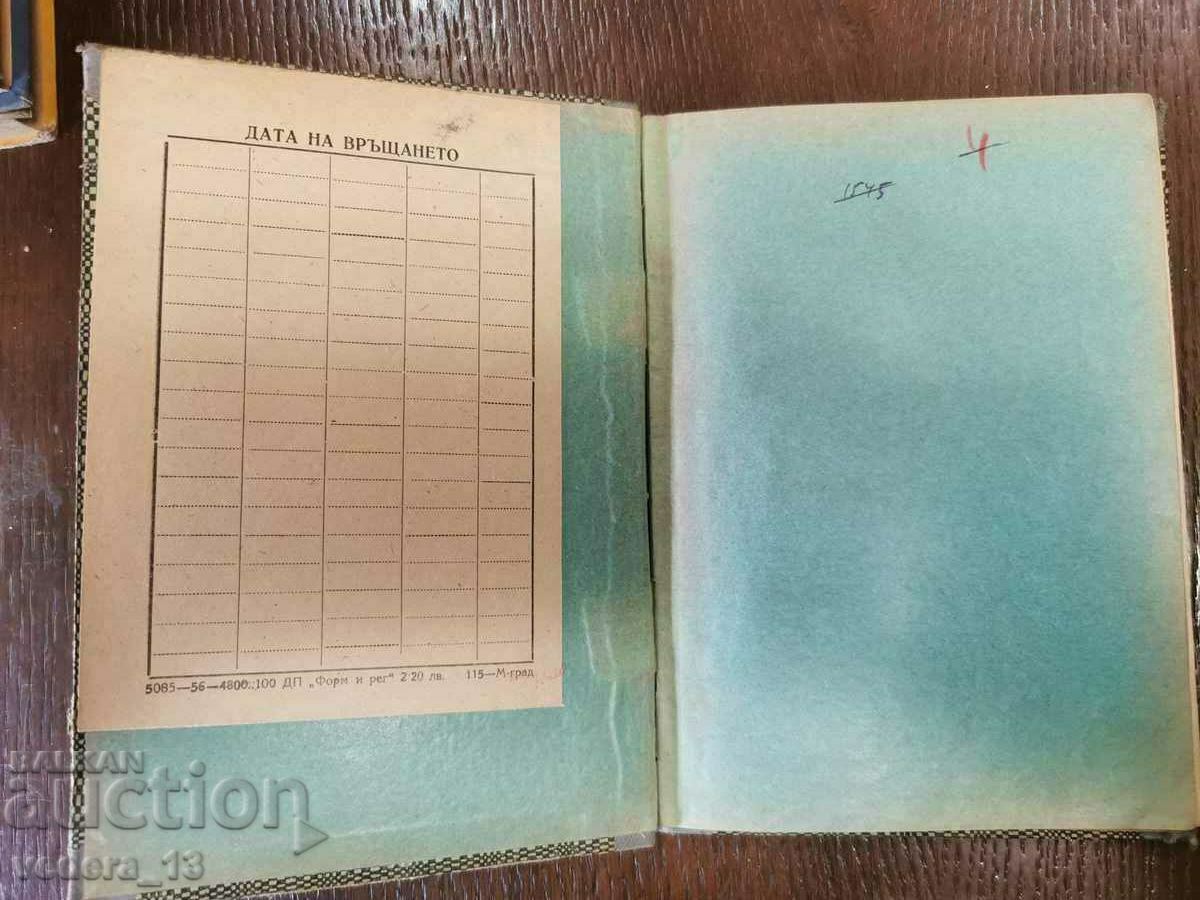 ДАТА НА ВРЪЩАНЕТО
5085—56—4800..100 ДП „Форм и рег“ 2·20 лв. 115—М·град
4
1545
BALKAN
auction
vedera_13